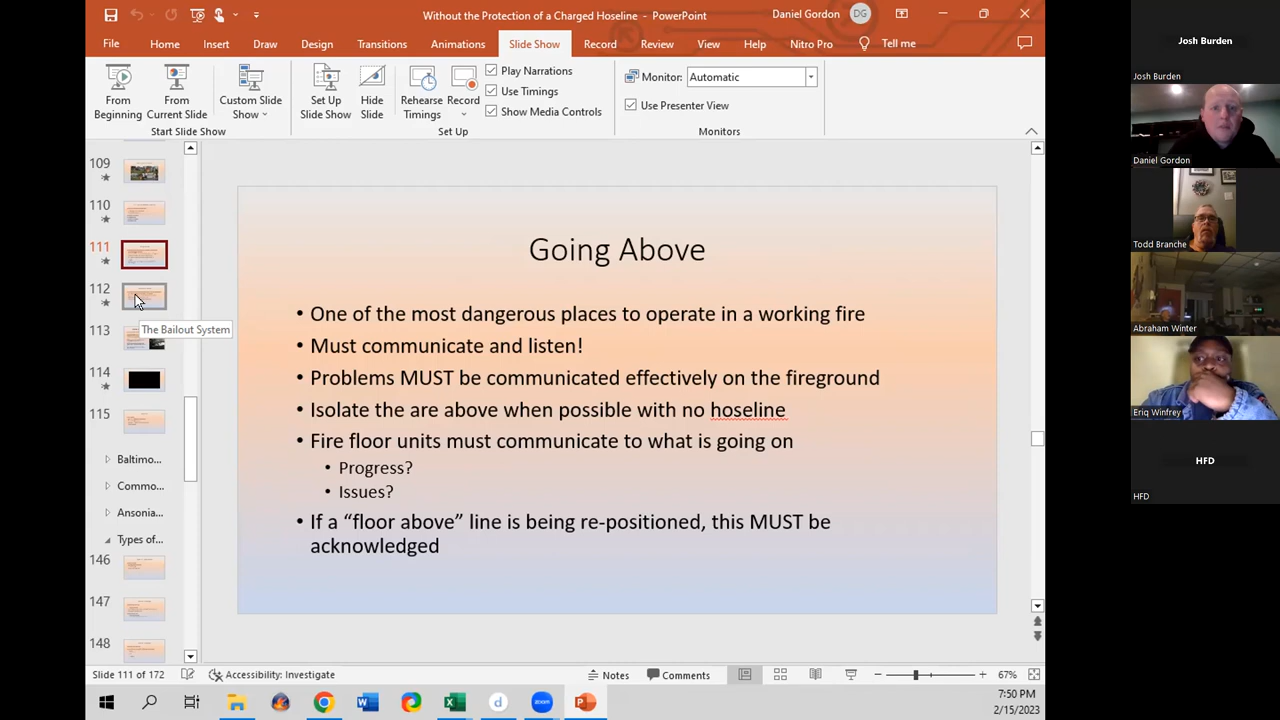 Without the Protection of a Charged Hoseline - PowerPoint
Daniel Gordon
DG
File
Home
Insert
Draw
Design
Transitions
Animations
Slide Show
Record
Review
View
Help
Nitro Pro
Tell me
From Beginning
From Current Slide
Custom Slide Show
Start Slide Show
Set Up Slide Show
Hide Slide
Rehearse Timings
Record
Play Narrations
Use Timings
Show Media Controls
Set Up
Monitor: Automatic
Use Presenter View
Monitors
109
110
111
112
The Bailout System
113
114
115
Baltimo...
Commo...
Ansonia...
Types of...
146
147
148
Going Above
• One of the most dangerous places to operate in a working fire
• Must communicate and listen!
• Problems MUST be communicated effectively on the fireground
• Isolate the are above when possible with no hoseline
• Fire floor units must communicate to what is going on
• Progress?
• Issues?
• If a “floor above” line is being re-positioned, this MUST be
acknowledged
Slide 111 of 172
Accessibility: Investigate
Notes
Comments
67%
7:50 PM
2/15/2023
Josh Burden
Josh Burden
Daniel Gordon
Todd Branche
Abraham Winter
Eriq Winfrey
HFD
HFD